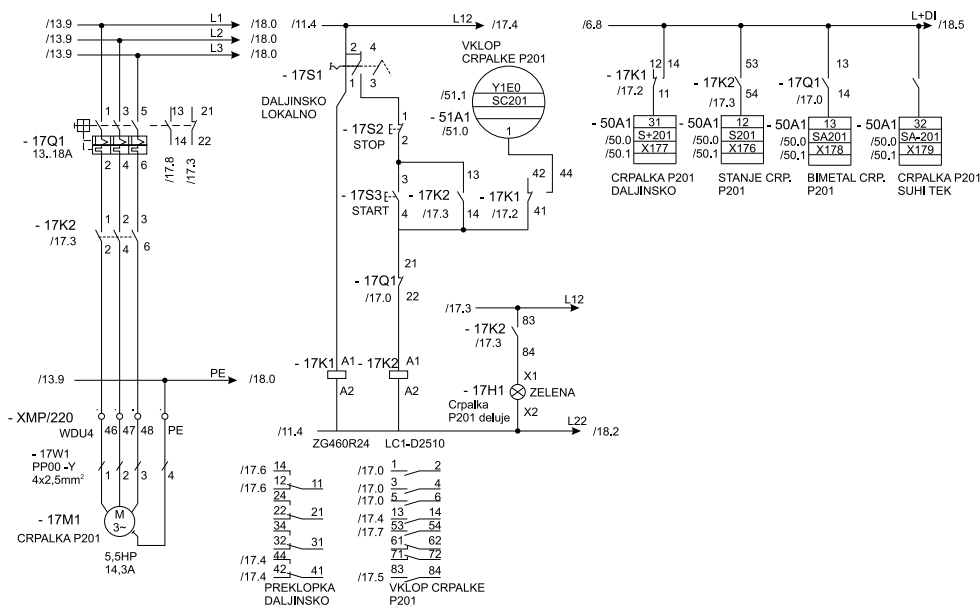 /13.9 L1 /18.0
/13.9 L2 /18.0
/13.9 L3 /18.0
1 3 5 13 21
- 17Q1
13..18A
2 4 6 14 22
/17.8 /17.3
- 17K2
/17.3
1 2 3
2 4 6
/13.9 PE /18.0
- XMP/220
WDU4 46 47 48 PE
- 17W1
PP00 -Y
4x2,5mm²
1 2 3 4
- 17M1
CRPALKA P201
M
3~
5,5HP
14,3A
/11.4 L12 /17.4
- 17S1
2 4
1 3
DALJINSKO
LOKALNO
- 17S2
STOP
1
2
- 17S3
START
3
4
- 17K2
/17.3
13
14
- 17K1
/17.2
42 44
41
VKLOP
CRPALKE P201
/51.1 Y1E0
SC201
- 51A1
/51.0
1
- 17Q1
/17.0
21
22
- 17K1 A1
A2
- 17K2 A1
A2
/11.4 L22 /18.2
ZG460R24 LC1-D2510
/17.3 L12
- 17K2
/17.3
83
84
X1
- 17H1 ZELENA
Crpalka
P201 deluje
X2
/17.6 14
/17.6 12 11
24
22 21
34
32 31
/17.4 44
/17.4 42 41
PREKLOPKA
DALJINSKO
/17.0 1 2
/17.0 3 4
/17.0 5 6
/17.4 13 14
/17.7 53 54
61 62
71 72
/17.5 83 84
VKLOP CRPALKE
P201
/6.8 L+DI /18.5
- 17K1
/17.2
12 14
11
- 50A1 31
/50.0 S+201
/50.1 X177
CRPALKA P201
DALJINSKO
- 17K2
/17.3
53
54
- 50A1 12
/50.0 S201
/50.1 X176
STANJE CRP.
P201
- 17Q1
/17.0
13
14
- 50A1 13
/50.0 SA201
/50.1 X178
BIMETAL CRP.
P201
- 50A1 32
/50.0 SA-201
/50.1 X179
CRPALKA P201
SUHI TEK